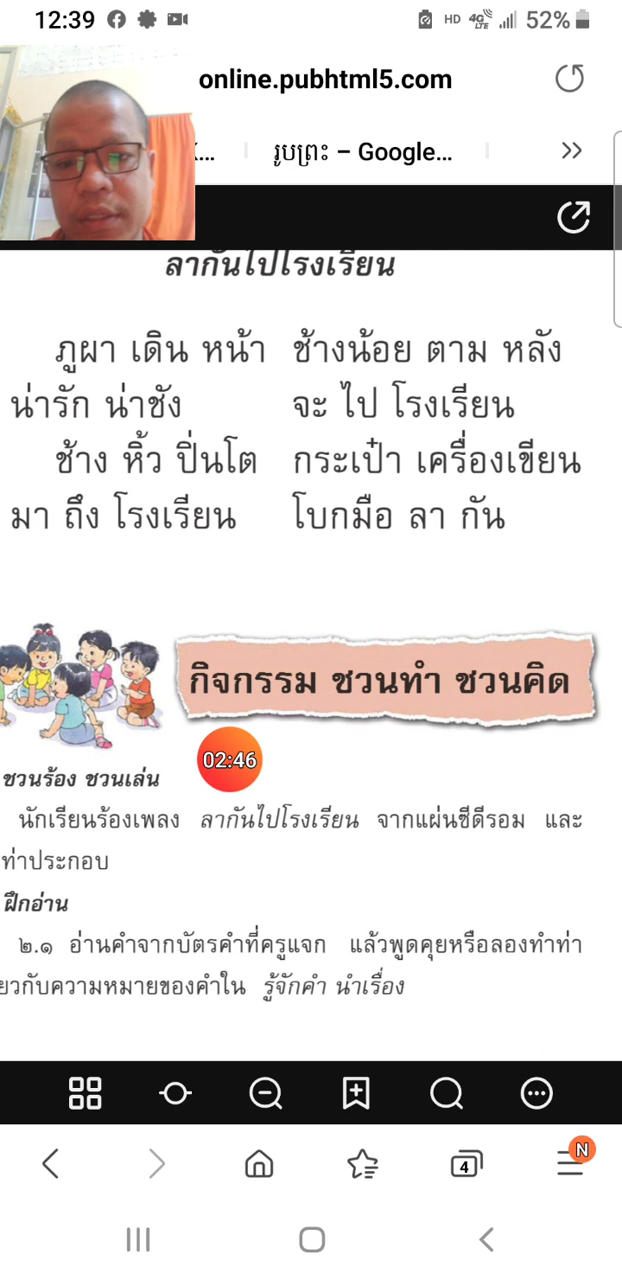 12:39 HD 4G LTE 52%
online.pubhtml5.com
រូបព្រះ – Google...
ลากันไปโรงเรียน
ภูผา เดิน หน้า ช้างน้อย ตาม หลัง
น่ารัก น่าชัง จะ ไป โรงเรียน
ช้าง หิ้ว ปิ่นโต กระเป๋า เครื่องเขียน
มา ถึง โรงเรียน โบกมือ ลา กัน
กิจกรรม ชวนทำ ชวนคิด
02:46
ชวนร้อง ชวนเล่น
นักเรียนร้องเพลง ลากันไปโรงเรียน จากแผ่นซีดีรอม และ
ท่าประกอบ
ฝึกอ่าน
๒.๑ อ่านคำจากบัตรคำที่ครูแจก แล้วพูดคุยหรือลองทำท่า
ยวกับความหมายของคำใน รู้จักคำ นำเรื่อง
4
N